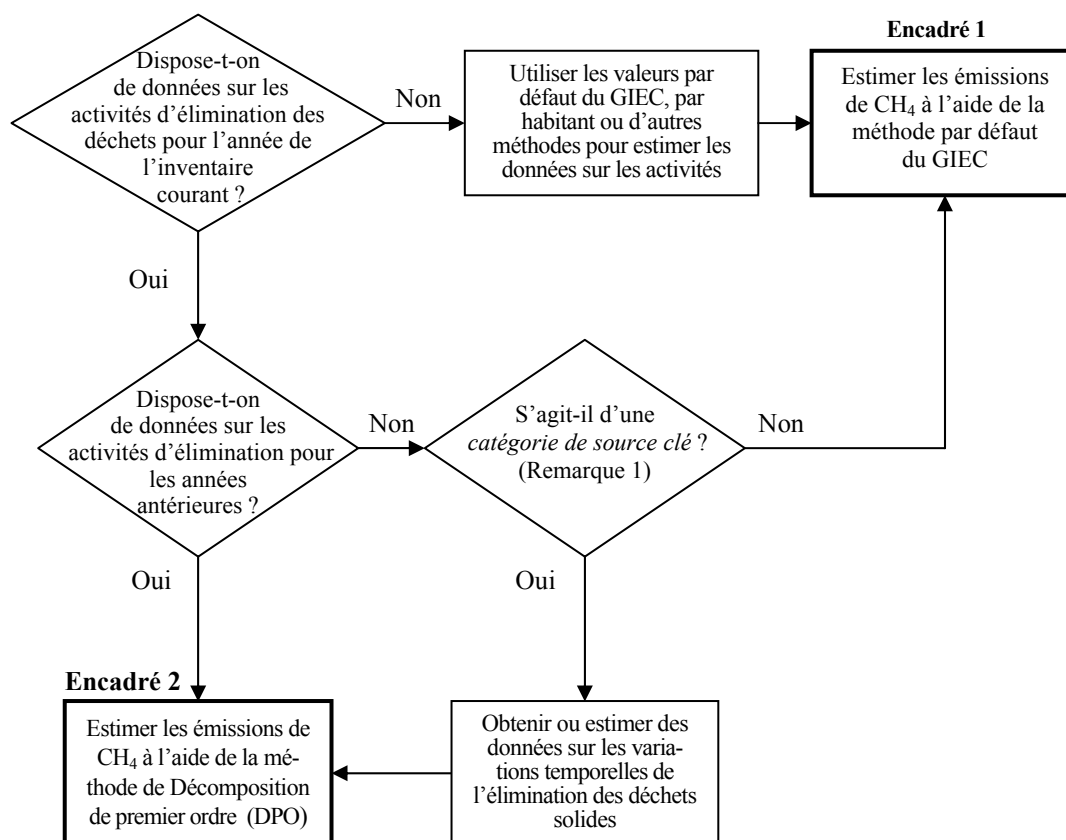 Encadré 1
Dispose-t-on
de données sur les
activités d’élimination des
déchets pour l’année de
l’inventaire
courant ?
Non
Utiliser les valeurs par
défaut du GIEC, par
habitant ou d’autres
méthodes pour estimer les
données sur les activités
Estimer les émissions
de CH₄ à l’aide de la
méthode par défaut
du GIEC
Oui
Dispose-t-on
de données sur les
activités d’élimination pour
les années
antérieures ?
Non
S’agit-il d’une
catégorie de source clé ?
(Remarque 1)
Non
Oui
Oui
Encadré 2
Estimer les émissions de
CH₄ à l’aide de la mé-
thode de Décomposition
de premier ordre (DPO)
Obtenir ou estimer des
données sur les varia-
tions temporelles de
l’élimination des déchets
solides